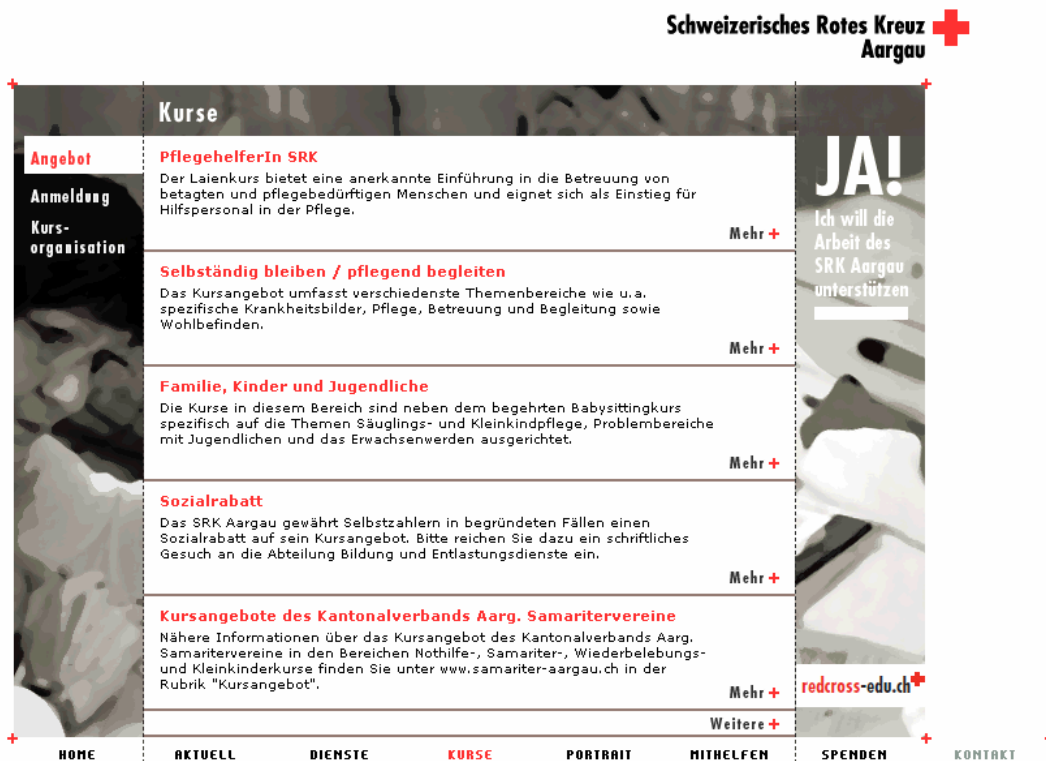 Schweizerisches Rotes Kreuz
Aargau
Kurse
Angebot
Anmeldung
Kurs-
organisation
PflegehelferIn SRK
Der Laienkurs bietet eine anerkannte Einführung in die Betreuung von
betagten und pflegebedürftigen Menschen und eignet sich als Einstieg für
Hilfspersonal in der Pflege.
Mehr
Selbständig bleiben / pflegend begleiten
Das Kursangebot umfasst verschiedenste Themenbereiche wie u.a.
spezifische Krankheitsbilder, Pflege, Betreuung und Begleitung sowie
Wohlbefinden.
Mehr
Familie, Kinder und Jugendliche
Die Kurse in diesem Bereich sind neben dem begehrten Babysittingkurs
spezifisch auf die Themen Säuglings- und Kleinkindpflege, Problembereiche
mit Jugendlichen und das Erwachsenwerden ausgerichtet.
Mehr
Sozialrabatt
Das SRK Aargau gewährt Selbstzahlern in begründeten Fällen einen
Sozialrabatt auf sein Kursangebot. Bitte reichen Sie dazu ein schriftliches
Gesuch an die Abteilung Bildung und Entlastungsdienste ein.
Mehr
Kursangebote des Kantonalverbands Aarg. Samaritervereine
Nähere Informationen über das Kursangebot des Kantonalverbands Aarg.
Samaritervereine in den Bereichen Nothilfe-, Samariter-, Wiederbelebungs-
und Kleinkinderkurse finden Sie unter www.samariter-aargau.ch in der
Rubrik "Kursangebot".
Mehr
Weitere
JA!
Ich will die
Arbeit des
SRK Aargau
unterstützen
redcross-edu.ch
HOME AKTUELL DIENSTE KURSE PORTRAIT MITHELFEN SPENDEN KONTAKT